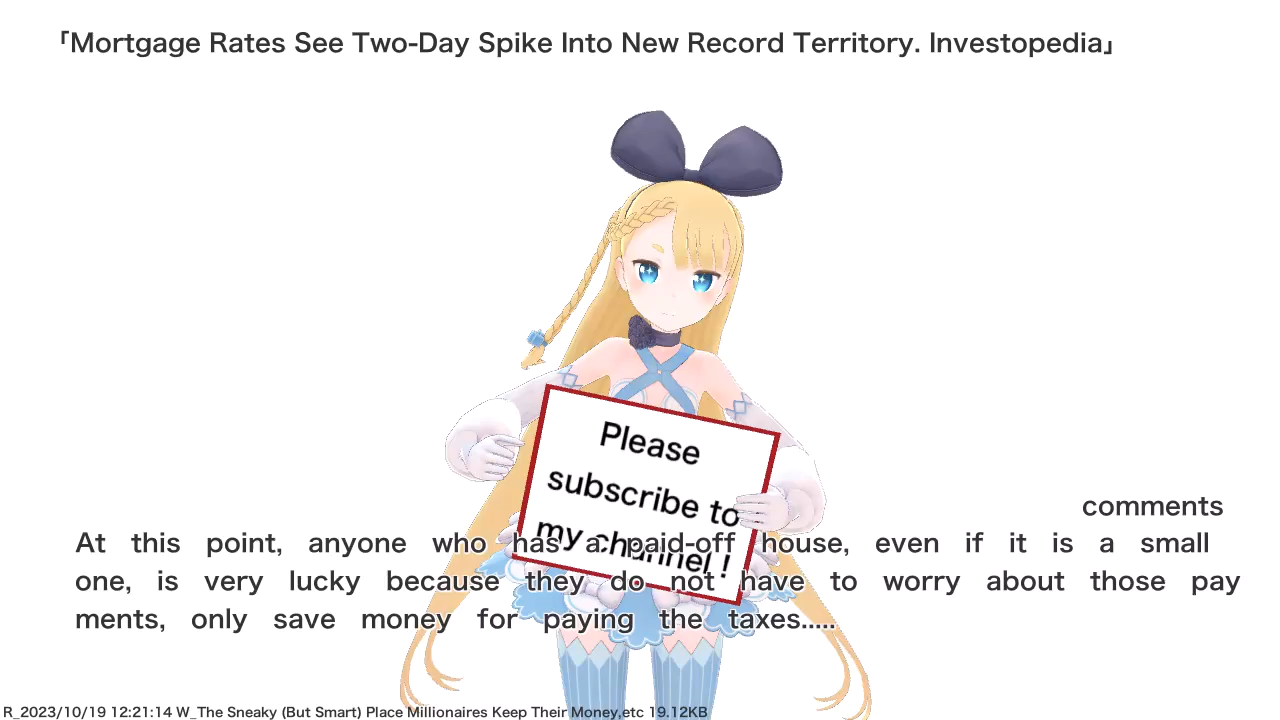 「Mortgage Rates See Two-Day Spike Into New Record Territory. Investopedia」
Please
subscribe to
my channel !
comments
At this point, anyone who has a paid-off house, even if it is a small
one, is very lucky because they do not have to worry about those pay
ments, only save money for paying the taxes.....
R_2023/10/19 12:21:14 W_The Sneaky (But Smart) Place Millionaires Keep Their Money,etc 19.12KB